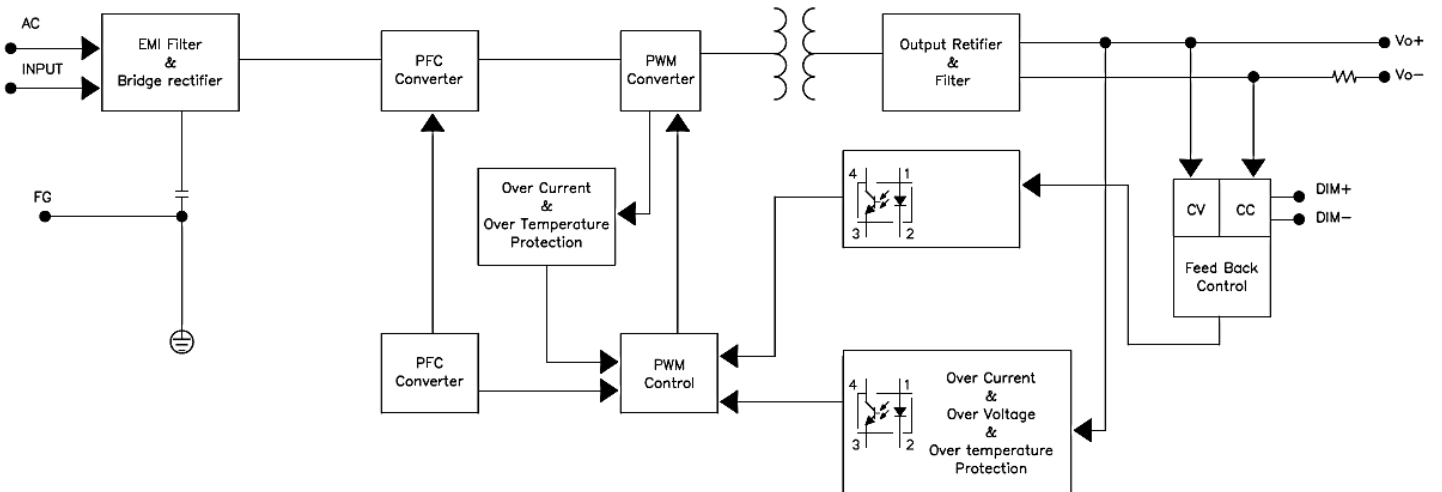 AC
INPUT
FG
EMI Filter
&
Bridge rectifier
PFC
Converter
PWM
Converter
Output Retifier
&
Filter
Vo+
Vo-
Over Current
&
Over Temperature
Protection
4
1
3
2
CV
CC
DIM+
DIM-
Feed Back
Control
PFC
Converter
PWM
Control
4
1
3
2
Over Current
&
Over Voltage
&
Over temperature
Protection